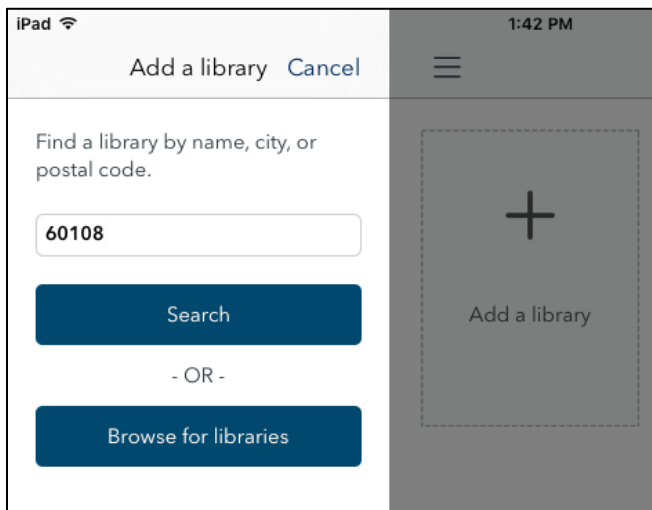 iPad
1:42 PM
Add a library Cancel
Find a library by name, city, or
postal code.
60108
Search
- OR -
Browse for libraries
Add a library